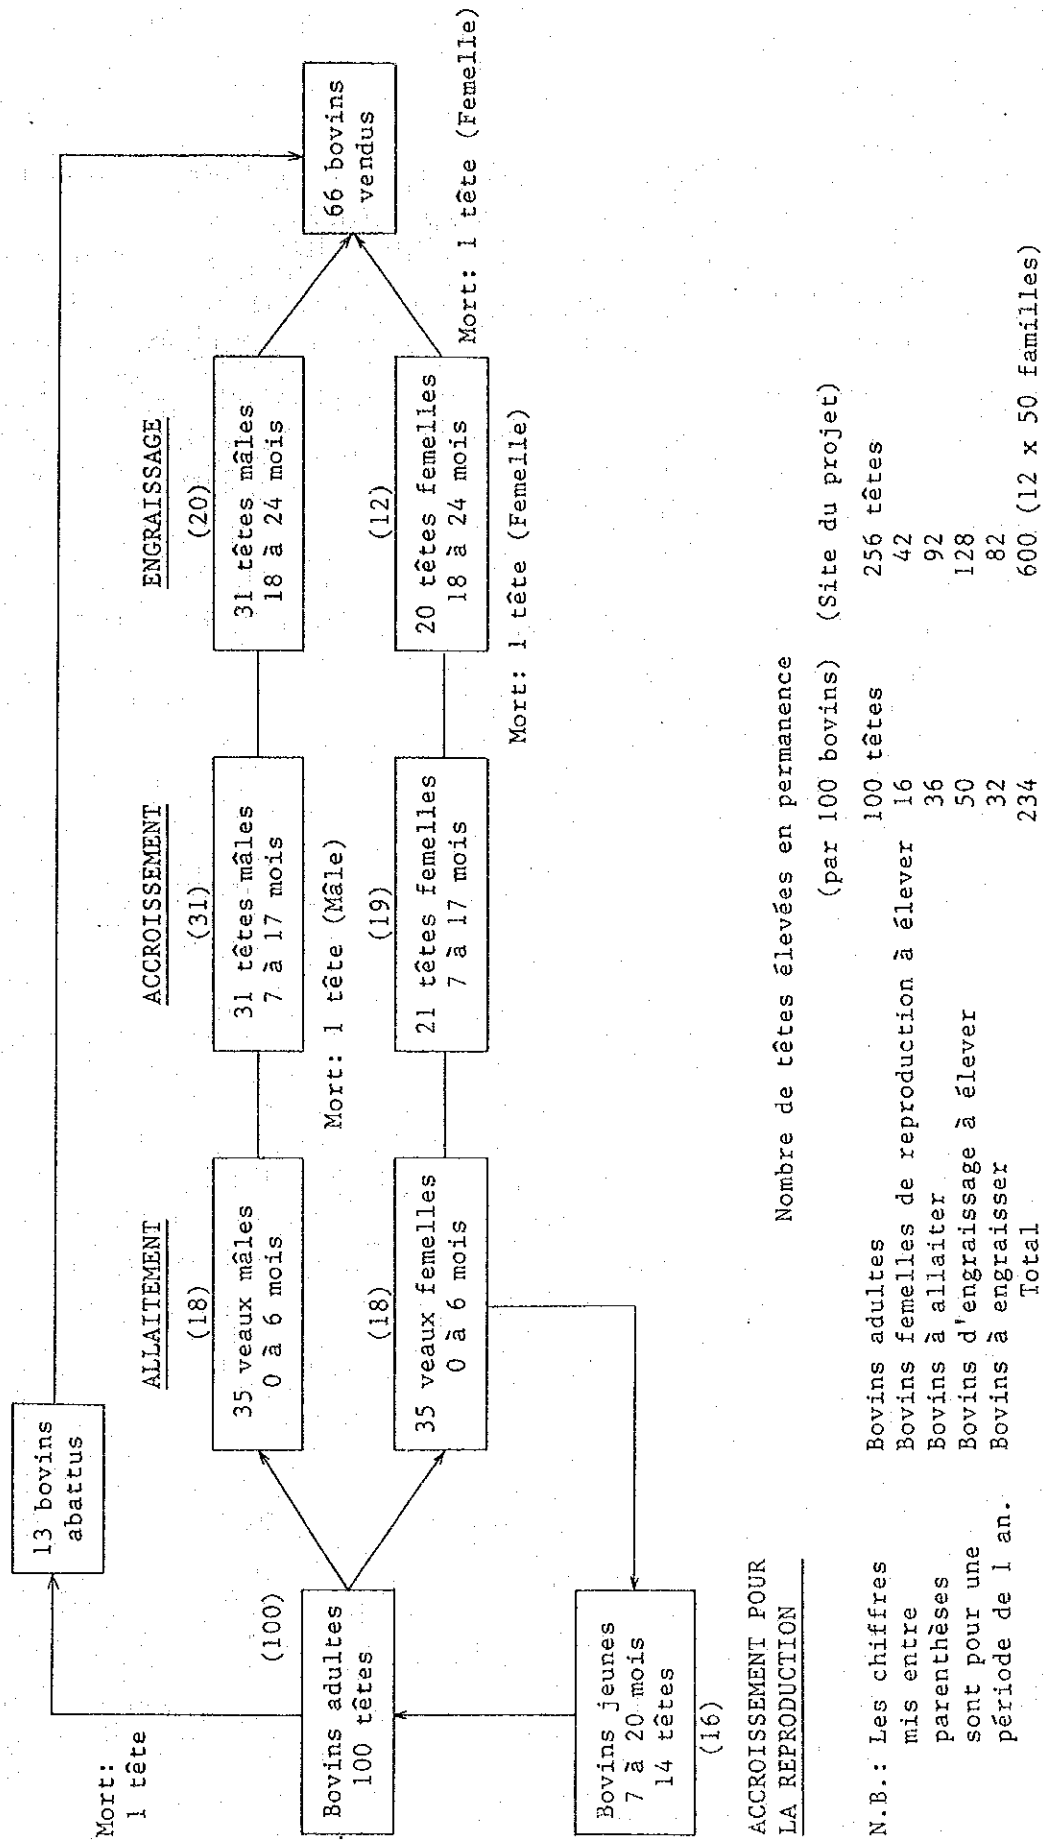 Mort:
1 tête
13 bovins
abattus
ALLAITEMENT
ACCROISSEMENT
ENGRAISSAGE
(100)
Bovins adultes
100 têtes
(18)
35 veaux mâles
0 à 6 mois
(31)
31 têtes mâles
7 à 17 mois
Mort: 1 tête (Mâle)
(20)
31 têtes mâles
18 à 24 mois
66 bovins
vendus
(18)
35 veaux femelles
0 à 6 mois
(19)
21 têtes femelles
7 à 17 mois
(12)
20 têtes femelles
18 à 24 mois
Mort: 1 tête (Femelle)
Mort: 1 tête (Femelle)
Bovins jeunes
7 à 20 mois
14 têtes
(16)
ACCROISSEMENT POUR
LA REPRODUCTION
Nombre de têtes élevées en permanence
(par 100 bovins) (Site du projet)
Bovins adultes 100 têtes 256 têtes
Bovins femelles de reproduction à élever 16 42
Bovins à allaiter 36 92
Bovins d'engraissage à élever 50 128
Bovins à engraisser 32 82
Total 234 600 (12 x 50 familles)
N.B.: Les chiffres
mis entre
parenthèses
sont pour une
période de 1 an.